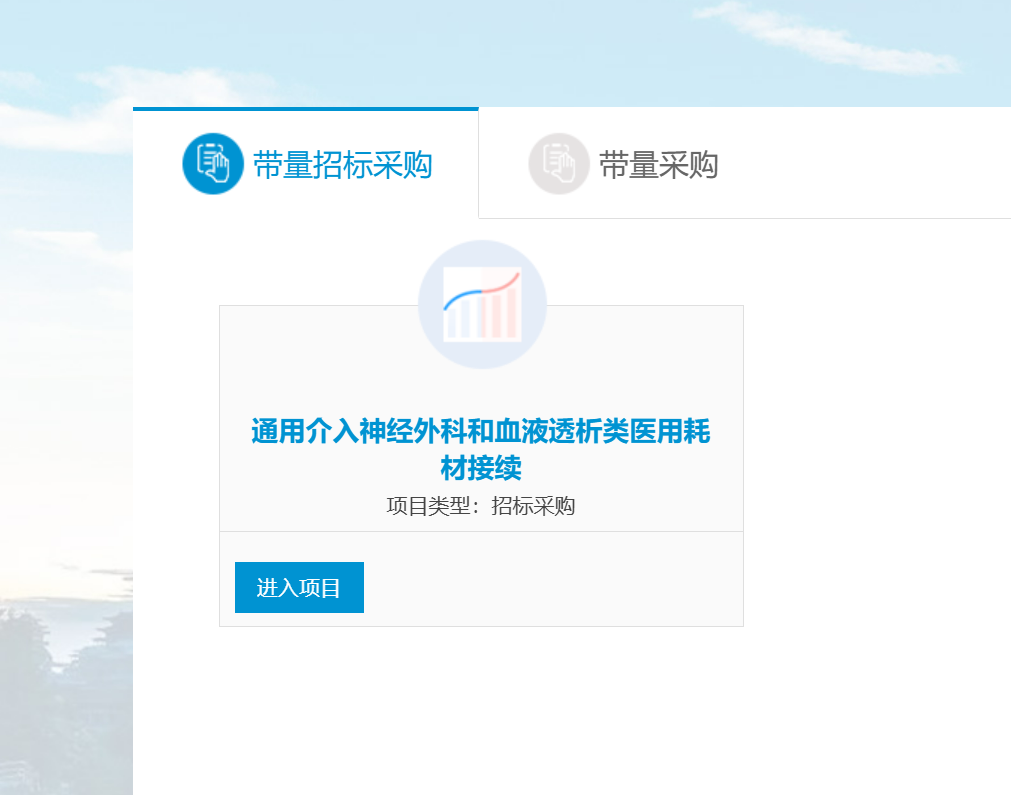 带量招标采购
带量采购
通用介入神经外科和血液透析类医用耗
材接续
项目类型：招标采购
进入项目